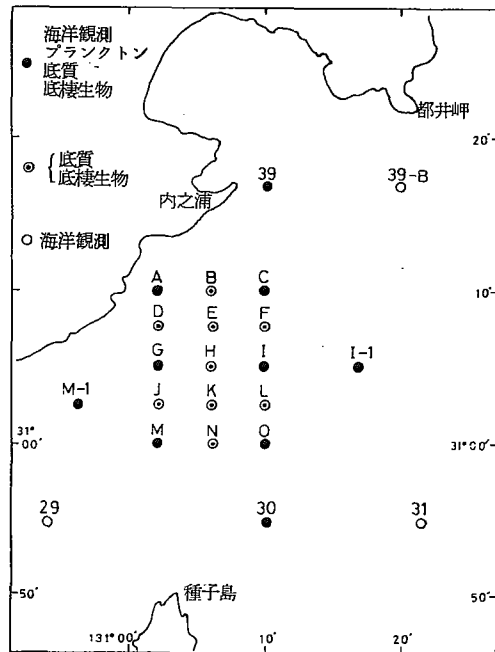 海洋観測
プランクトン
底質
底棲生物
底質
底棲生物
海洋観測
都井岬
20′
39
39-B
内之浦
A B C
10′
D E F
G H I I-1
M-1 J K L
31°
00′
M N O
31°00′
29 30 31
種子島
50′
50′
131°00′
10′
20′